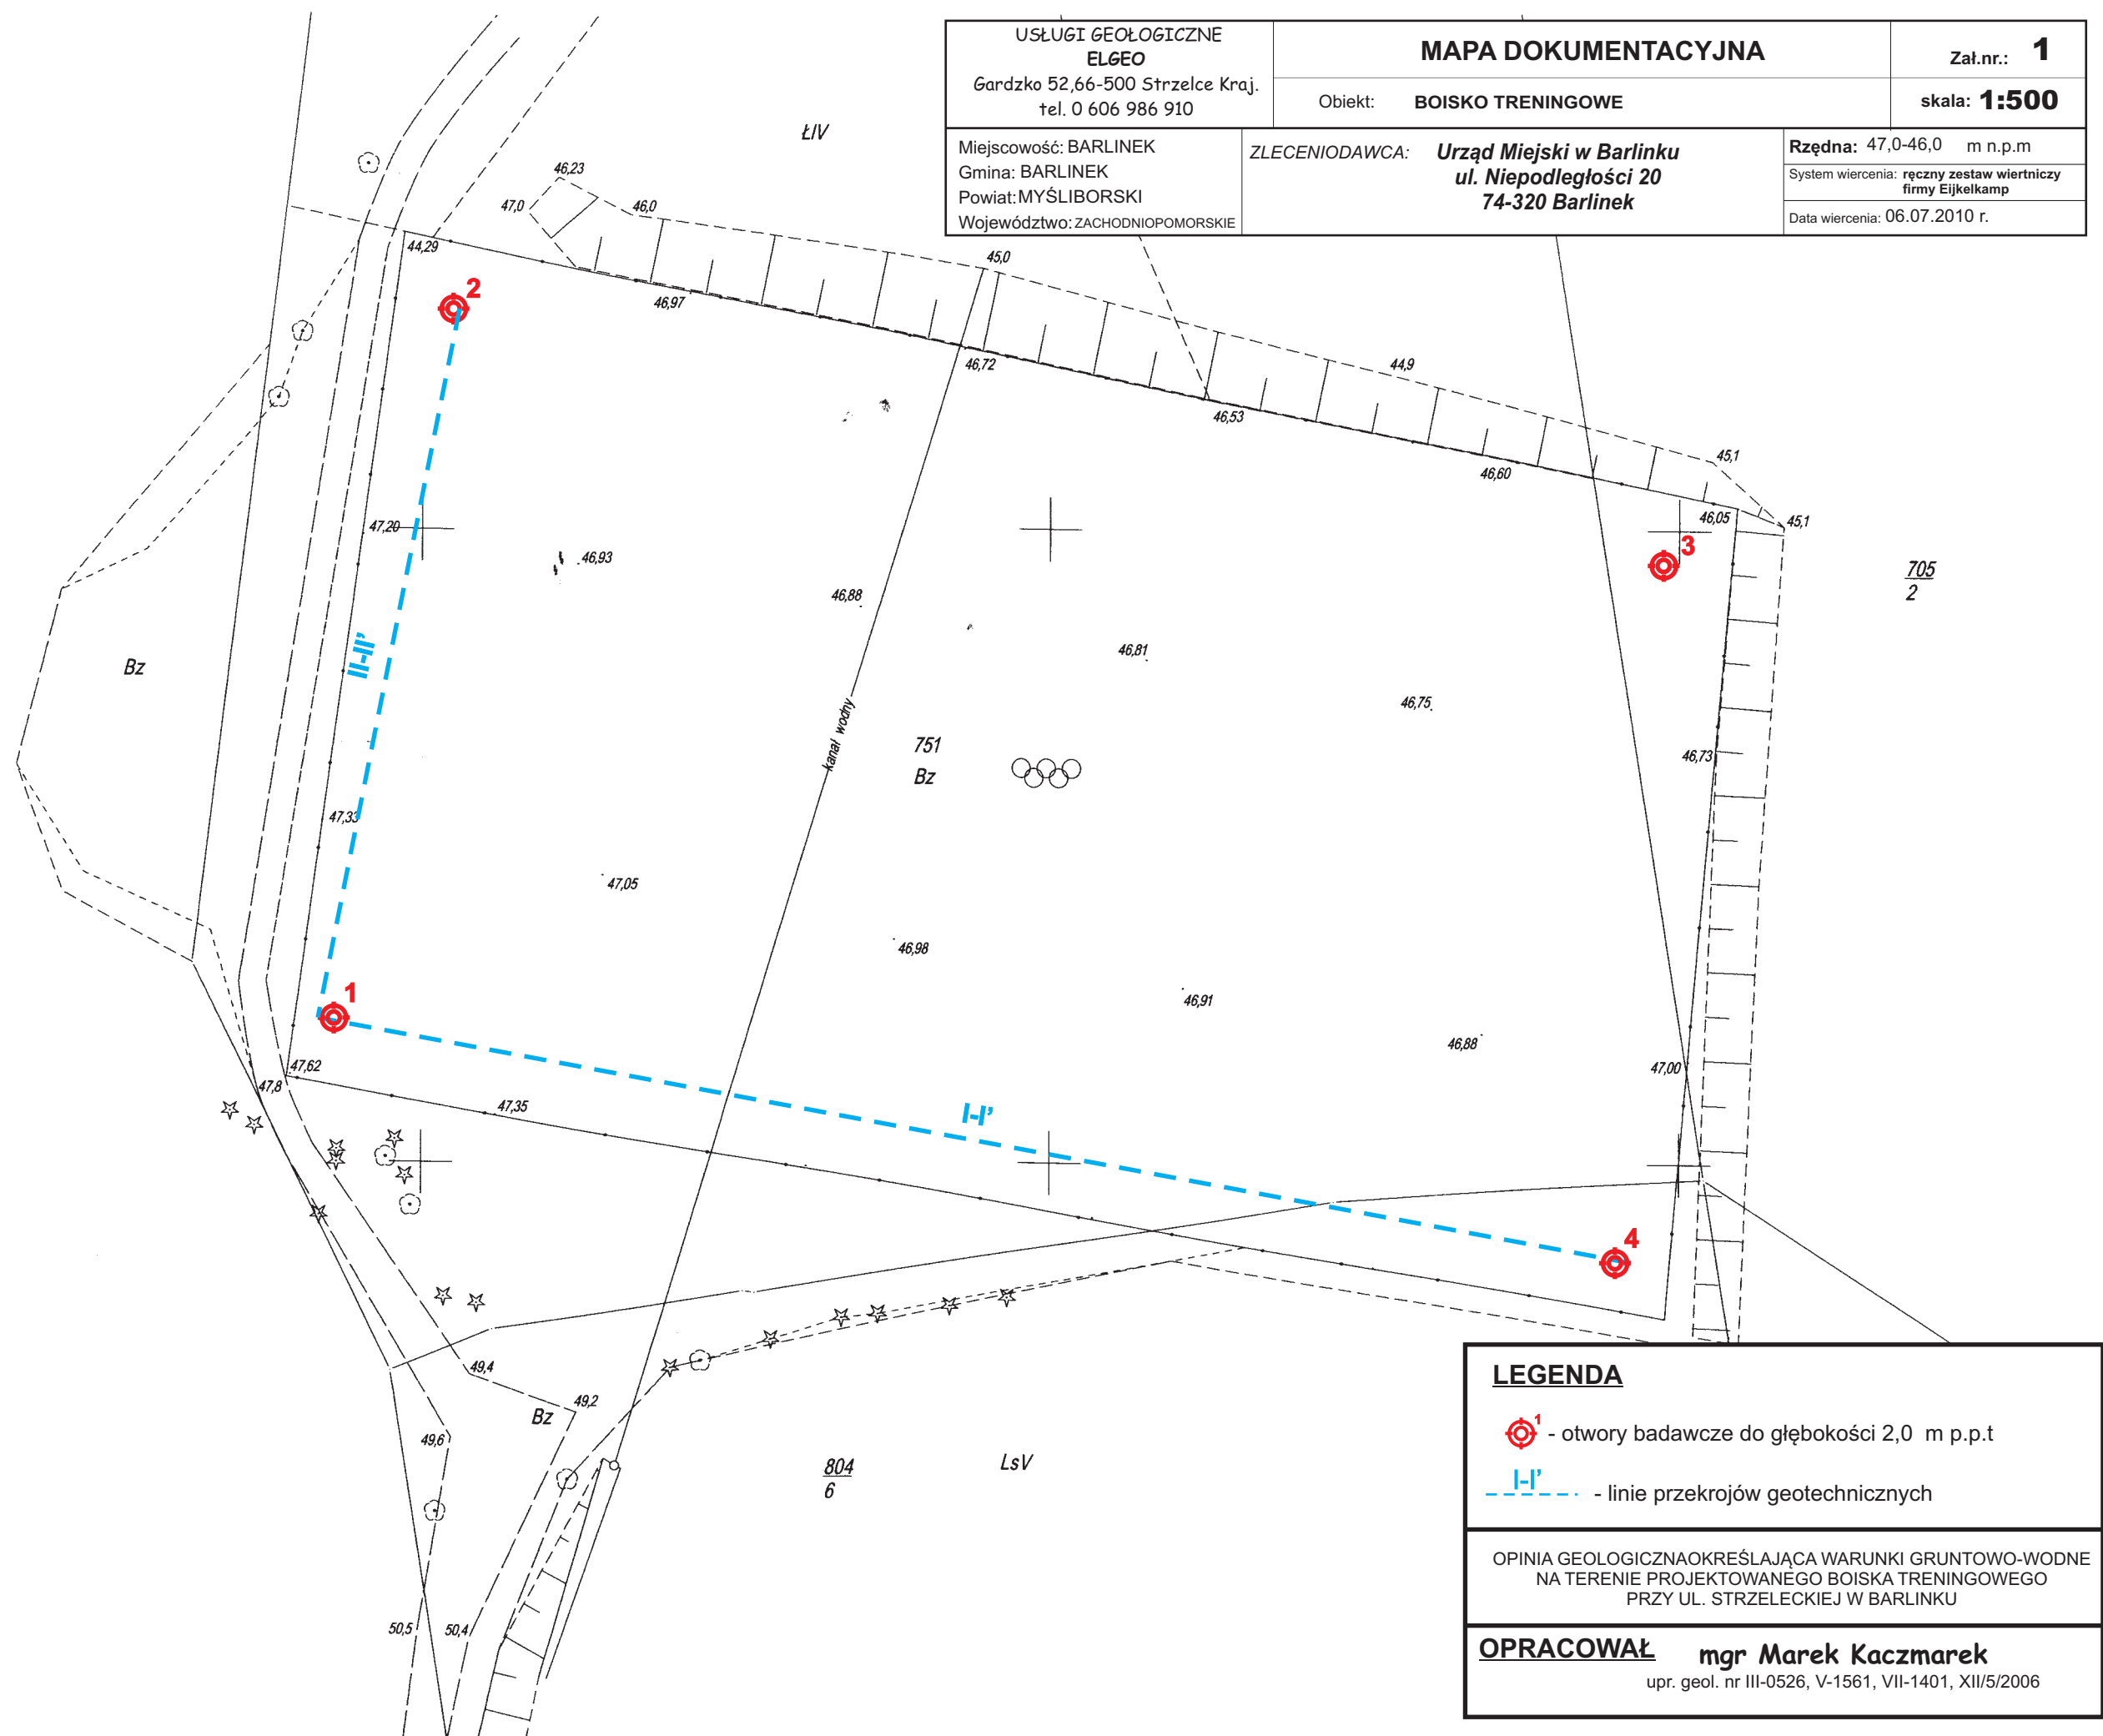 USŁUGI GEOŁOGICZNE
ELGEO
Gardzko 52,66-500 Strzelce Kraj.
tel. 0 606 986 910
MAPA DOKUMENTACYJNA
Obiekt: BOISKO TRENINGOWE
Zał.nr.: 1
skala: 1:500
Miejscowość: BARLINEK
Gmina: BARLINEK
Powiat: MYŚLIBORSKI
Województwo: ZACHODNIOPOMORSKIE
ZLECENIODAWCA: Urząd Miejski w Barlinku
ul. Niepodległości 20
74-320 Barlinek
Rzędna: 47,0-46,0 m n.p.m
System wiercenia: ręczny zestaw wiertniczy
firmy Eijkelkamp
Data wiercenia: 06.07.2010 r.
ŁIV
46,23
47,0
46,0
44,29
45,0
2
46,97
46,72
44,9
46,53
45,1
46,60
46,05
45,1
3
47,20
46,93
705
2
46,88
II-II'
46,81
Bz
46,75
kanał wodny
751
Bz
46,73
47,33
47,05
46,98
1
46,91
46,88
47,62
47,00
47,8
47,35
I-I'
4
49,4
49,2
Bz
49,6
804
6
LsV
50,5
50,4
LEGENDA
1
- otwory badawcze do głębokości 2,0 m p.p.t
I-I'
- linie przekrojów geotechnicznych
OPINIA GEOLOGICZNAOKREŚLAJĄCA WARUNKI GRUNTOWO-WODNE
NA TERENIE PROJEKTOWANEGO BOISKA TRENINGOWEGO
PRZY UL. STRZELECKIEJ W BARLINKU
OPRACOWAŁ mgr Marek Kaczmarek
upr. geol. nr III-0526, V-1561, VII-1401, XII/5/2006